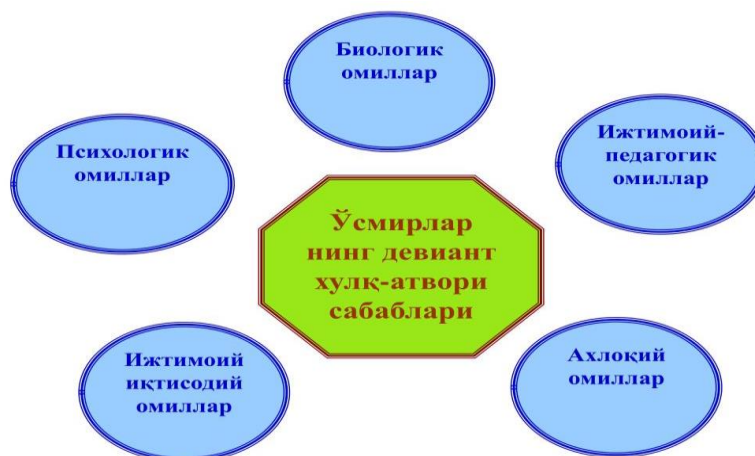 Биологик
омиллар
Психологик
омиллар
Ижтимоий-
педагогик
омиллар
Ўсмирлар
нинг девиант
хулқ-атвори
сабаблари
Ижтимоий
иқтисодий
омиллар
Ахлоқий
омиллар